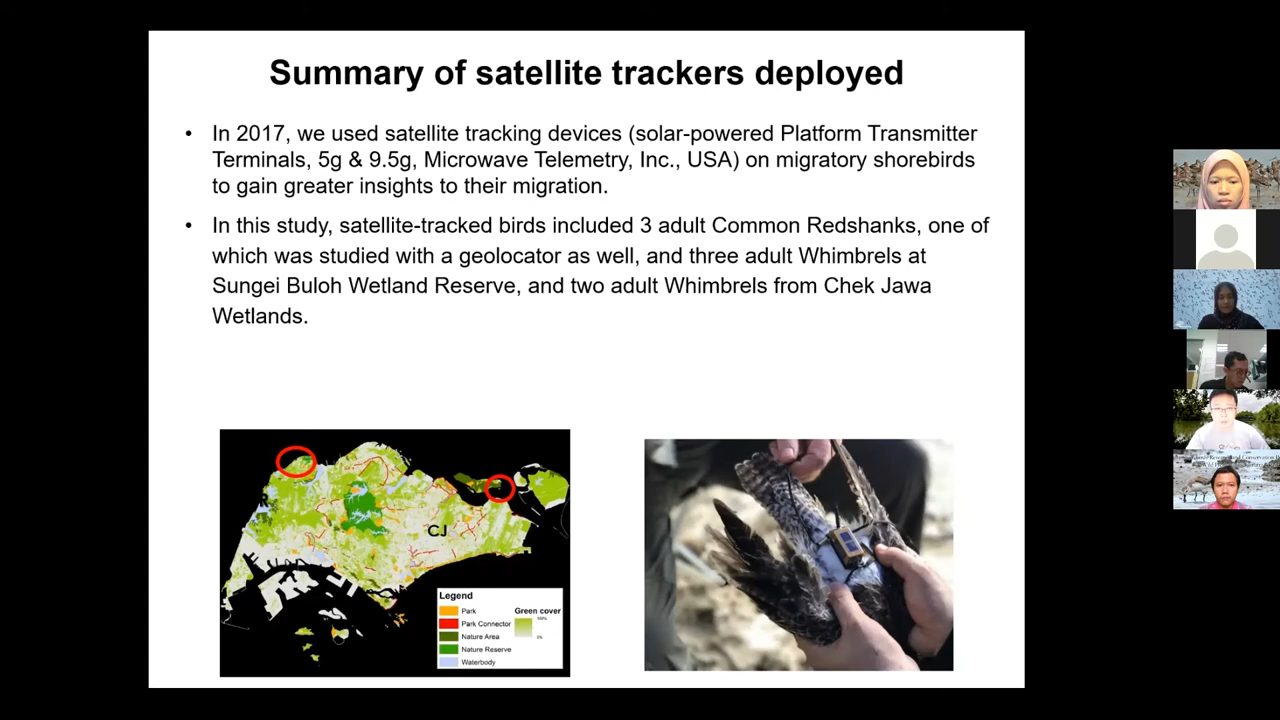 Summary of satellite trackers deployed
• In 2017, we used satellite tracking devices (solar-powered Platform Transmitter
Terminals, 5g & 9.5g, Microwave Telemetry, Inc., USA) on migratory shorebirds
to gain greater insights to their migration.
• In this study, satellite-tracked birds included 3 adult Common Redshanks, one of
which was studied with a geolocator as well, and three adult Whimbrels at
Sungei Buloh Wetland Reserve, and two adult Whimbrels from Chek Jawa
Wetlands.
CJ
Legend
Park
Park Connector
Nature Area
Nature Reserve
Waterbody
Green cover
100%
0%